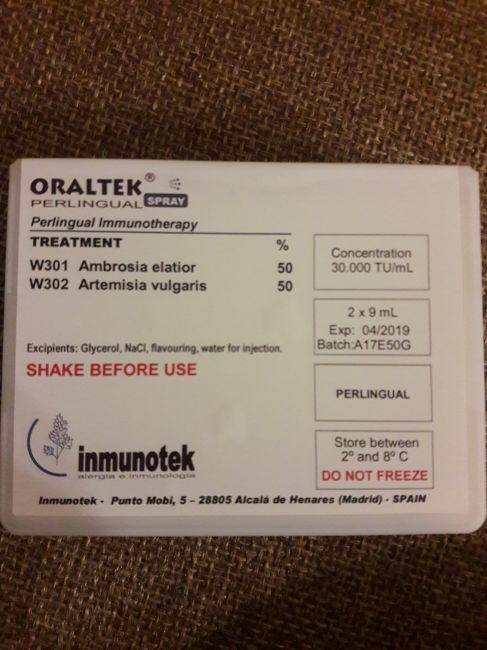 ORALTEK® SPRAY
PERLINGUAL
Perlingual Immunotherapy
TREATMENT %
W301 Ambrosia elatior 50
W302 Artemisia vulgaris 50
Excipients: Glycerol, NaCl, flavouring, water for injection.
SHAKE BEFORE USE
Concentration
30.000 TU/mL
2 x 9 mL
Exp: 04/2019
Batch:A17E50G
PERLINGUAL
Store between
2º and 8º C
DO NOT FREEZE
inmunotek
alergia e inmunología
Inmunotek - Punto Mobi, 5 – 28805 Alcalá de Henares (Madrid) - SPAIN